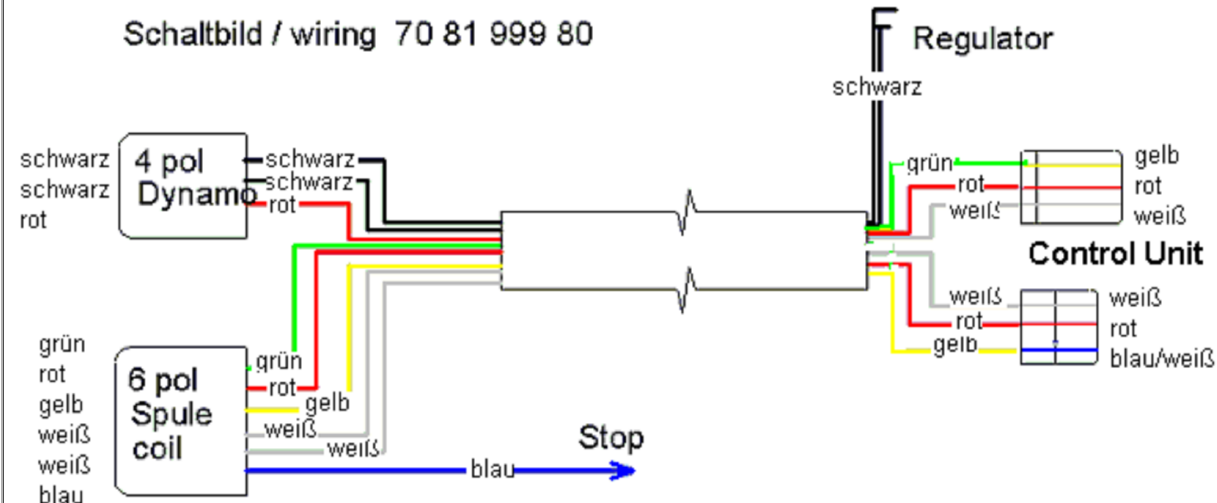 Schaltbild / wiring 70 81 999 80
Regulator
schwarz
schwarz
schwarz
rot
4 pol
Dynamo
schwarz
schwarz
rot
grün
rot
weiß
gelb
rot
weiß
Control Unit
weiß
rot
gelb
weiß
rot
blau/weiß
grün
rot
gelb
weiß
weiß
blau
6 pol
Spule
coil
grün
rot
gelb
weiß
weiß
blau
Stop